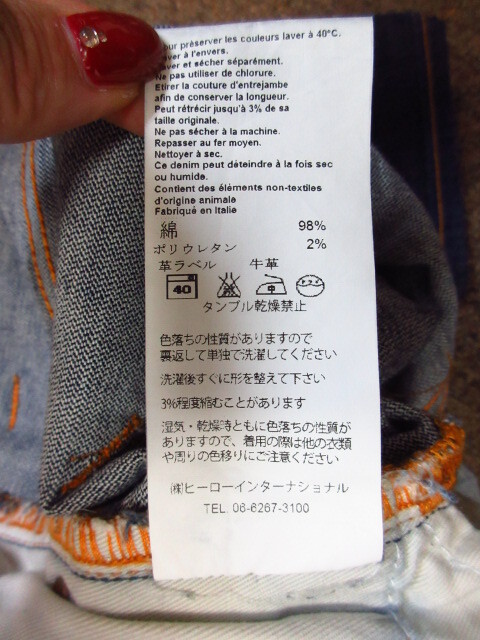 our préserver les couleurs laver à 40°C.
aver à l'envers.
aver et sécher séparément.
Ne pas utiliser de chlorure.
Etirer la couture d'entrejambe
afin de conserver la longueur.
Peut rétrécir jusqu'à 3% de sa
taille originale.
Ne pas sécher à la machine.
Repasser au fer moyen.
Nettoyer à sec.
Ce denim peut déteindre à la fois sec
ou humide.
Contient des éléments non-textiles
d'origine animale
Fabriqué en Italie
綿 98%
ポリウレタン 2%
革ラベル 牛革
40 中
タンブル乾燥禁止
色落ちの性質がありますので
裏返して単独で洗濯してください
洗濯後すぐに形を整えて下さい
3%程度縮むことがあります
湿気・乾燥時ともに色落ちの性質が
ありますので、着用の際は他の衣類
や周りの色移りにご注意ください
㈱ヒーローインターナショナル
TEL. 06-6267-3100